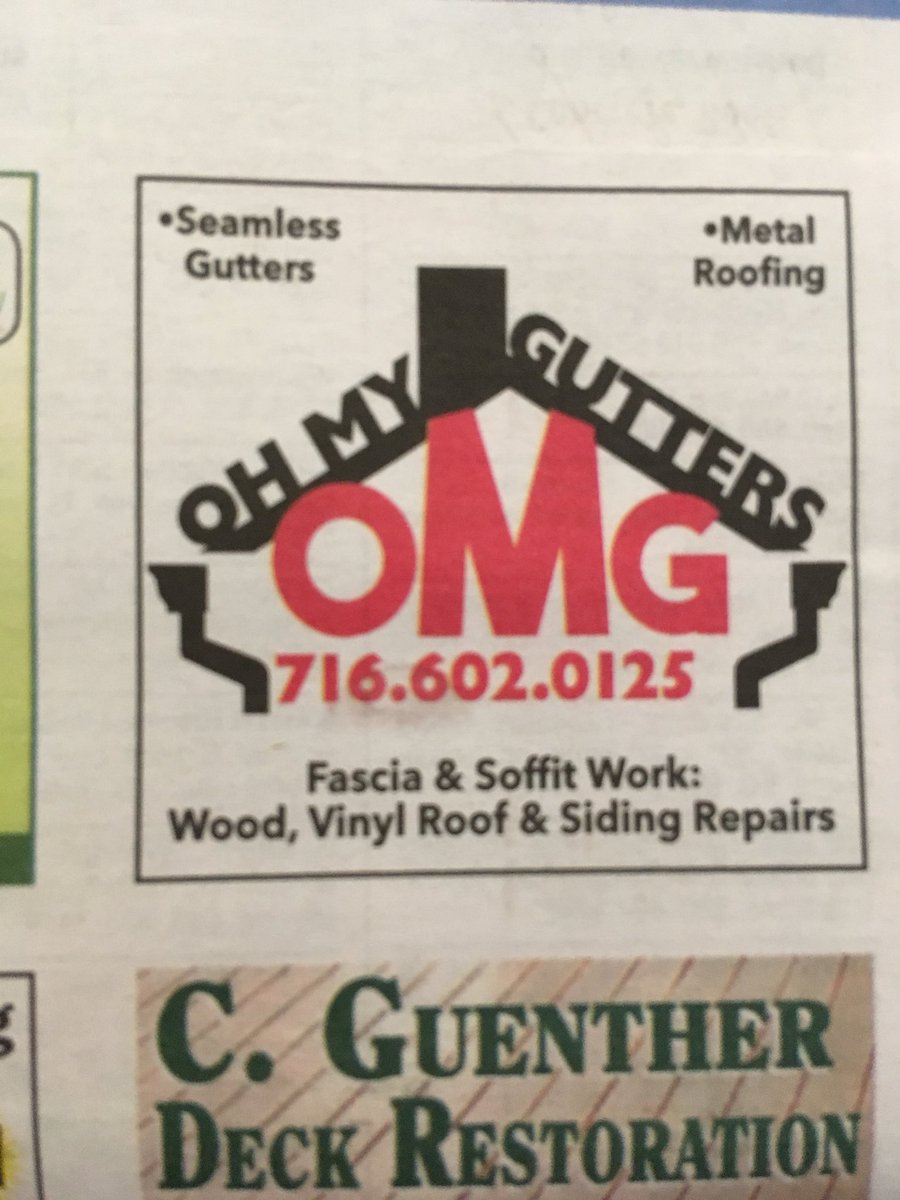 •Seamless
Gutters
•Metal
Roofing
OH MY GUTTERS
OMG
716.602.0125
Fascia & Soffit Work:
Wood, Vinyl Roof & Siding Repairs
C. GUENTHER
DECK RESTORATION